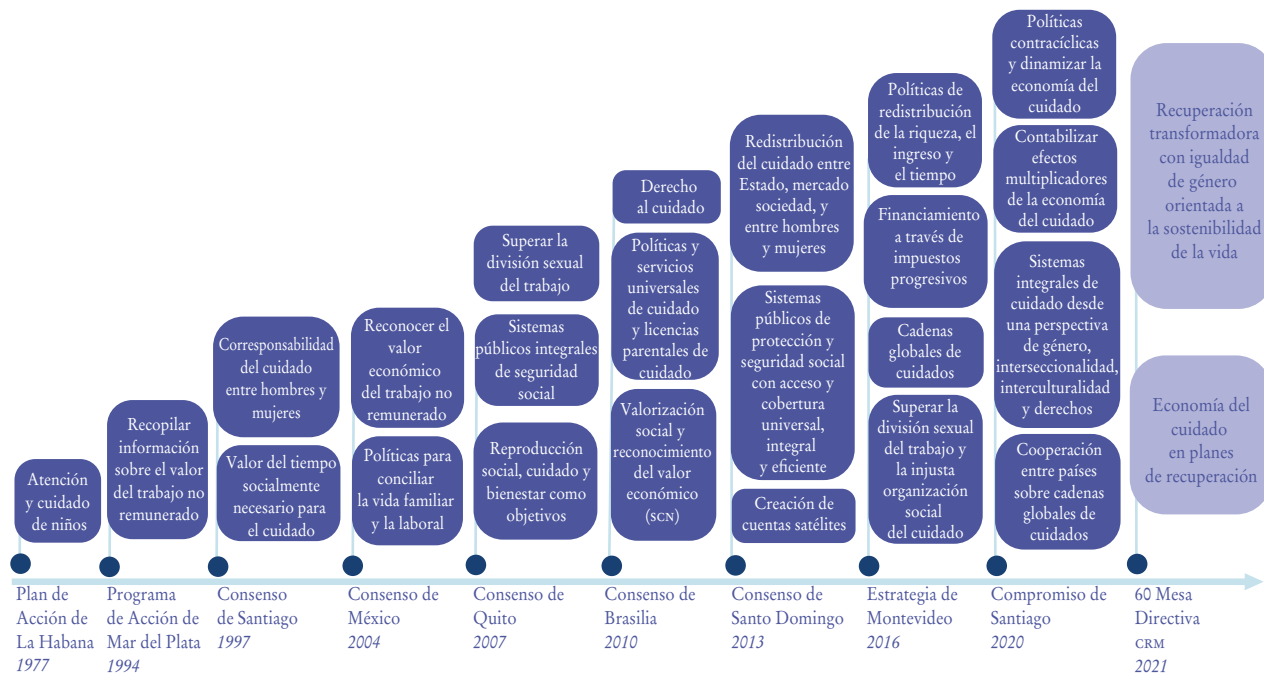 Atención
y cuidado
de niños
Plan de
Acción de
La Habana
1977
Recopilar
información
sobre el valor
del trabajo no
remunerado
Programa
de Acción de
Mar del Plata
1994
Corresponsabilidad
del cuidado
entre hombres y
mujeres
Valor del tiempo
socialmente
necesario para
el cuidado
Consenso
de Santiago
1997
Reconocer el
valor
económico
del trabajo no
remunerado
Políticas para
conciliar
la vida familiar
y la laboral
Consenso de
México
2004
Superar la
división sexual
del trabajo
Sistemas
públicos integrales
de seguridad
social
Reproducción
social, cuidado y
bienestar como
objetivos
Consenso de
Quito
2007
Derecho
al cuidado
Políticas y
servicios
universales
de cuidado
y licencias
parentales de
cuidado
Valorización
social y
reconocimiento
del valor
económico
(SCN)
Consenso de
Brasilia
2010
Redistribución
del cuidado entre
Estado, mercado
sociedad, y
entre hombres
y mujeres
Sistemas
públicos de
protección y
seguridad social
con acceso y
cobertura
universal,
integral
y eficiente
Creación de
cuentas satélites
Consenso de
Santo Domingo
2013
Políticas de
redistribución
de la riqueza, el
ingreso y
el tiempo
Financiamiento
a través de
impuestos
progresivos
Cadenas
globales de
cuidados
Superar la
división sexual
del trabajo y
la injusta
organización
social
del cuidado
Estrategia de
Montevideo
2016
Políticas
contracíclicas
y dinamizar la
economía del
cuidado
Contabilizar
efectos
multiplicadores
de la economía
del cuidado
Sistemas
integrales de
cuidado desde
una perspectiva
de género,
interseccionalidad,
interculturalidad
y derechos
Cooperación
entre países
sobre cadenas
globales de
cuidados
Compromiso de
Santiago
2020
Recuperación
transformadora
con igualdad
de género
orientada a
la sostenibilidad
de la vida
Economía del
cuidado
en planes
de recuperación
60 Mesa
Directiva
CRM
2021